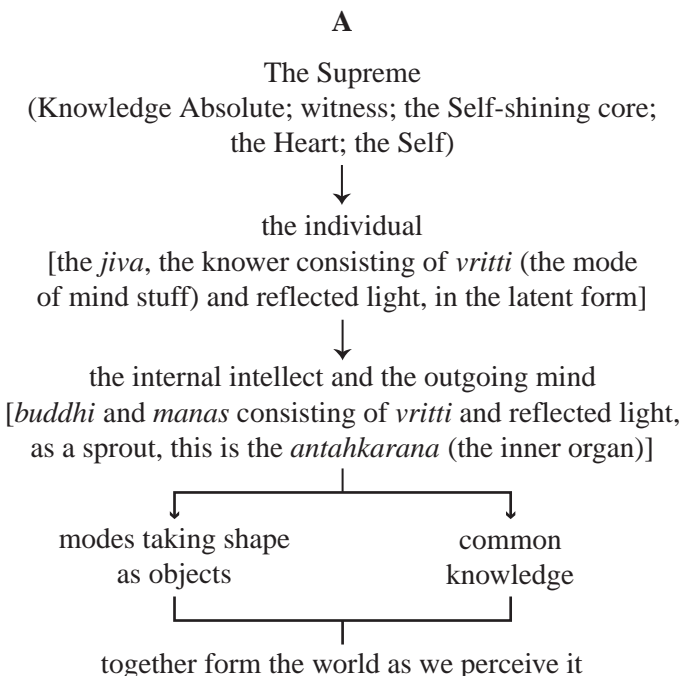 A
The Supreme
(Knowledge Absolute; witness; the Self-shining core;
the Heart; the Self)
the individual
[the jiva, the knower consisting of vritti (the mode
of mind stuff) and reflected light, in the latent form]
the internal intellect and the outgoing mind
[buddhi and manas consisting of vritti and reflected light,
as a sprout, this is the antahkarana (the inner organ)]
modes taking shape common
as objects knowledge
together form the world as we perceive it